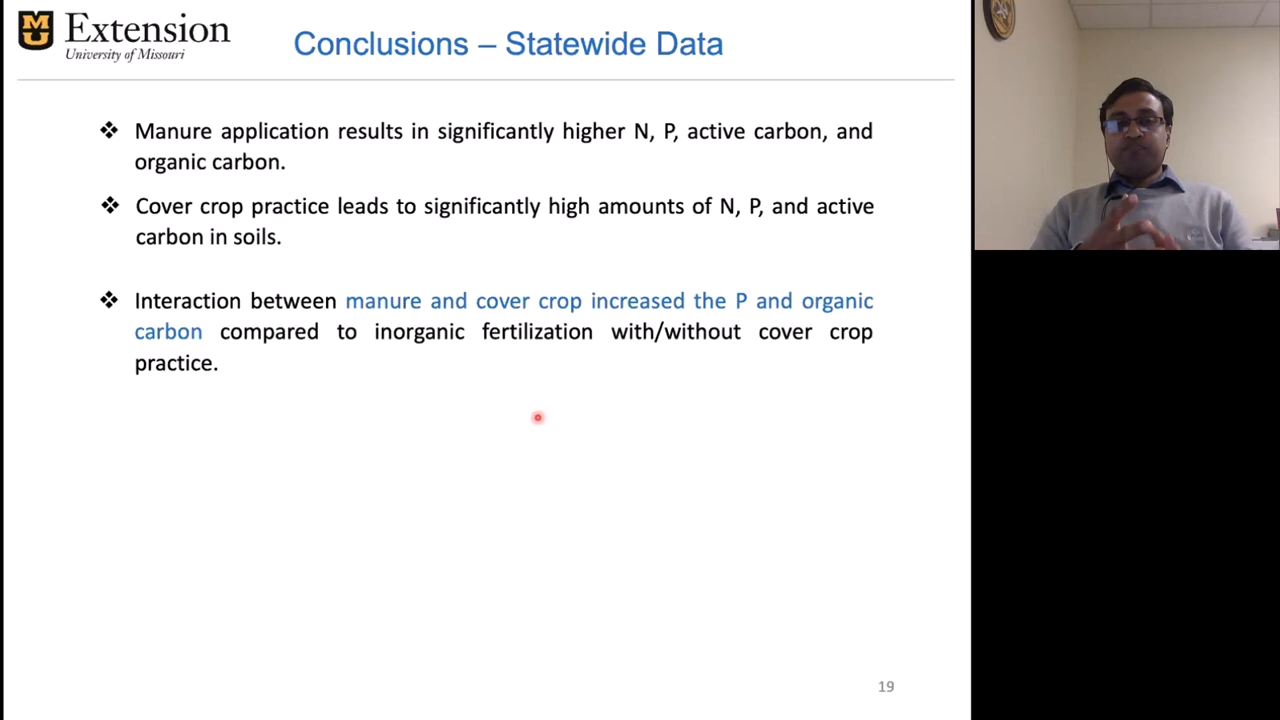 Extension
University of Missouri
Conclusions – Statewide Data
❖ Manure application results in significantly higher N, P, active carbon, and
organic carbon.
❖ Cover crop practice leads to significantly high amounts of N, P, and active
carbon in soils.
❖ Interaction between manure and cover crop increased the P and organic
carbon compared to inorganic fertilization with/without cover crop
practice.
19